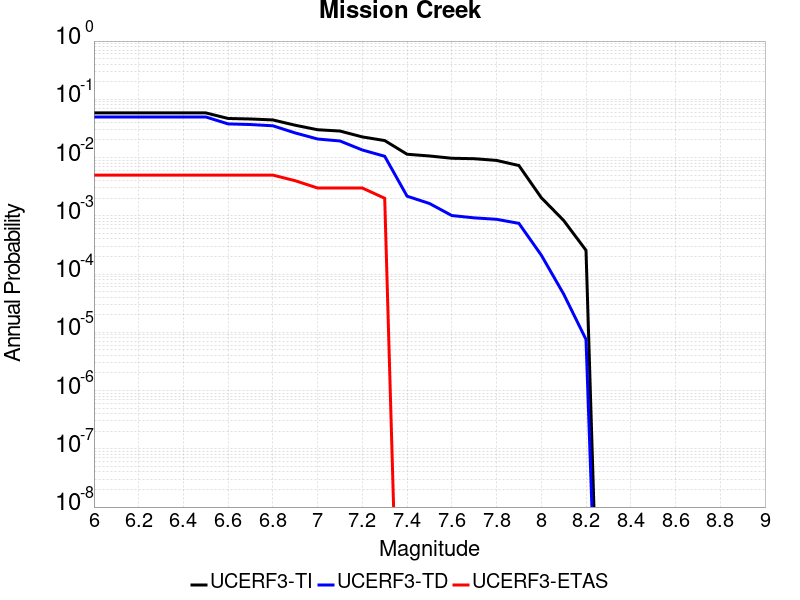 Mission Creek
10^0
10^-1
10^-2
10^-3
10^-4
10^-5
10^-6
10^-7
10^-8
Annual Probability
6 6.2 6.4 6.6 6.8 7 7.2 7.4 7.6 7.8 8 8.2 8.4 8.6 8.8 9
Magnitude
UCERF3-TI UCERF3-TD UCERF3-ETAS